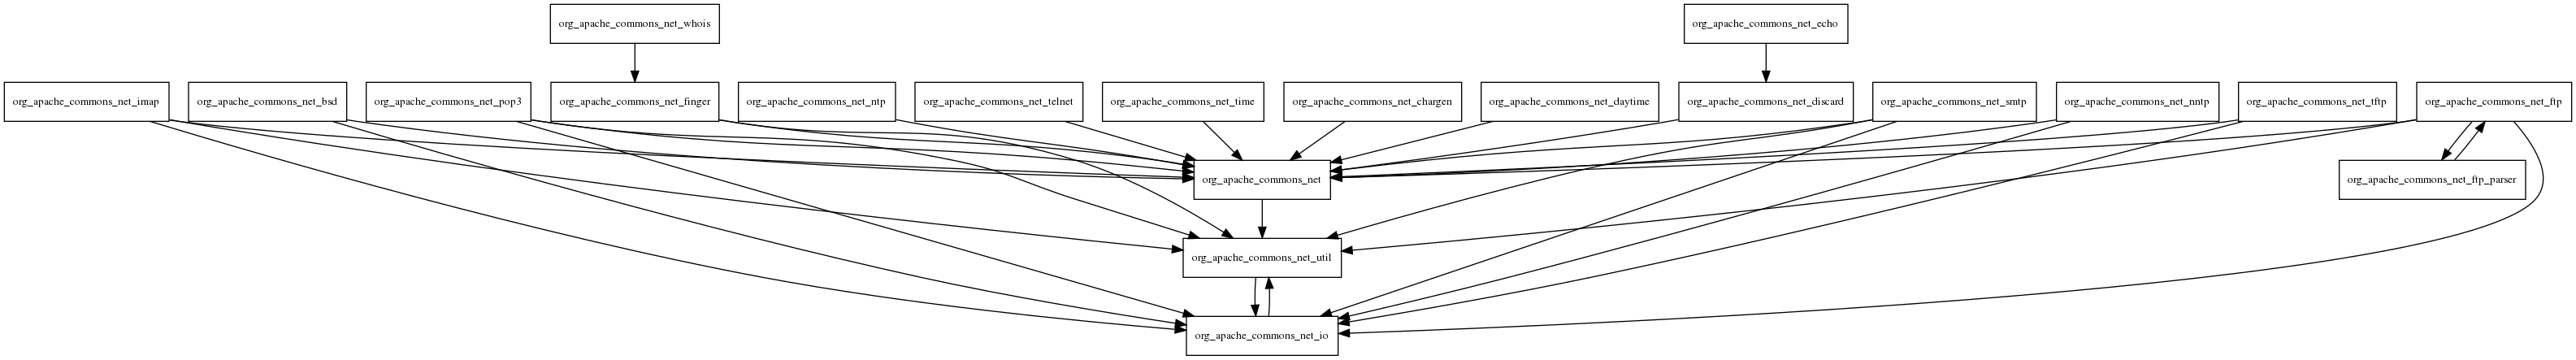 org_apache_commons_net_whois
org_apache_commons_net_echo
org_apache_commons_net_imap
org_apache_commons_net_bsd
org_apache_commons_net_pop3
org_apache_commons_net_finger
org_apache_commons_net_ntp
org_apache_commons_net_telnet
org_apache_commons_net_time
org_apache_commons_net_chargen
org_apache_commons_net_daytime
org_apache_commons_net_discard
org_apache_commons_net_smtp
org_apache_commons_net_nntp
org_apache_commons_net_tftp
org_apache_commons_net_ftp
org_apache_commons_net
org_apache_commons_net_ftp_parser
org_apache_commons_net_util
org_apache_commons_net_io